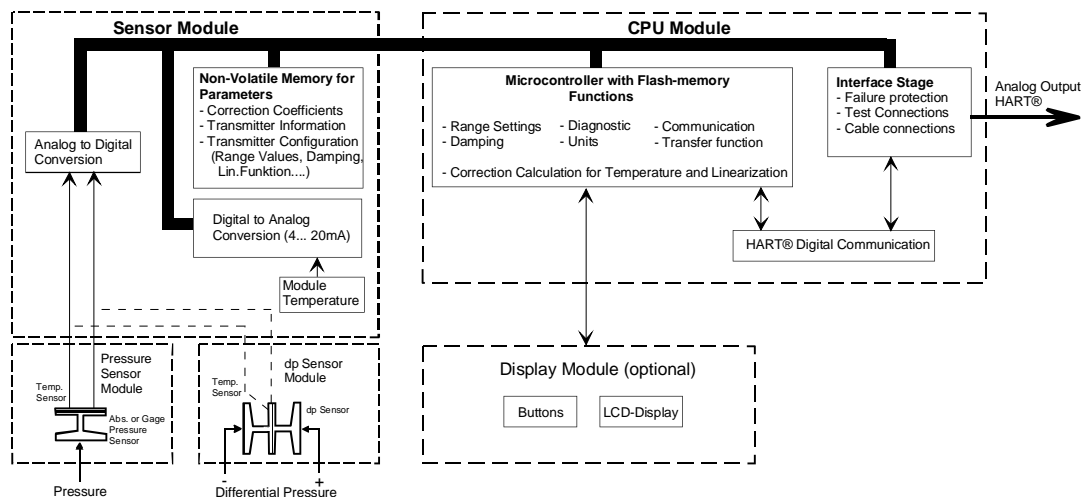 Sensor Module
Non-Volatile Memory for
Parameters
- Correction Coefficients
- Transmitter Information
- Transmitter Configuration
(Range Values, Damping,
Lin.Funktion....)
Analog to Digital
Conversion
Digital to Analog
Conversion (4... 20mA)
Module
Temperature
CPU Module
Microcontroller with Flash-memory
Functions
- Range Settings - Diagnostic - Communication
- Damping - Units - Transfer function
- Correction Calculation for Temperature and Linearization
Interface Stage
- Failure protection
- Test Connections
- Cable connections
Analog Output
HART®
HART® Digital Communication
Pressure
Sensor
Module
Temp.
Sensor
Abs. or Gage
Pressure
Sensor
Pressure
dp Sensor
Module
Temp.
Sensor
dp Sensor
- +
Differential Pressure
Display Module (optional)
Buttons
LCD-Display